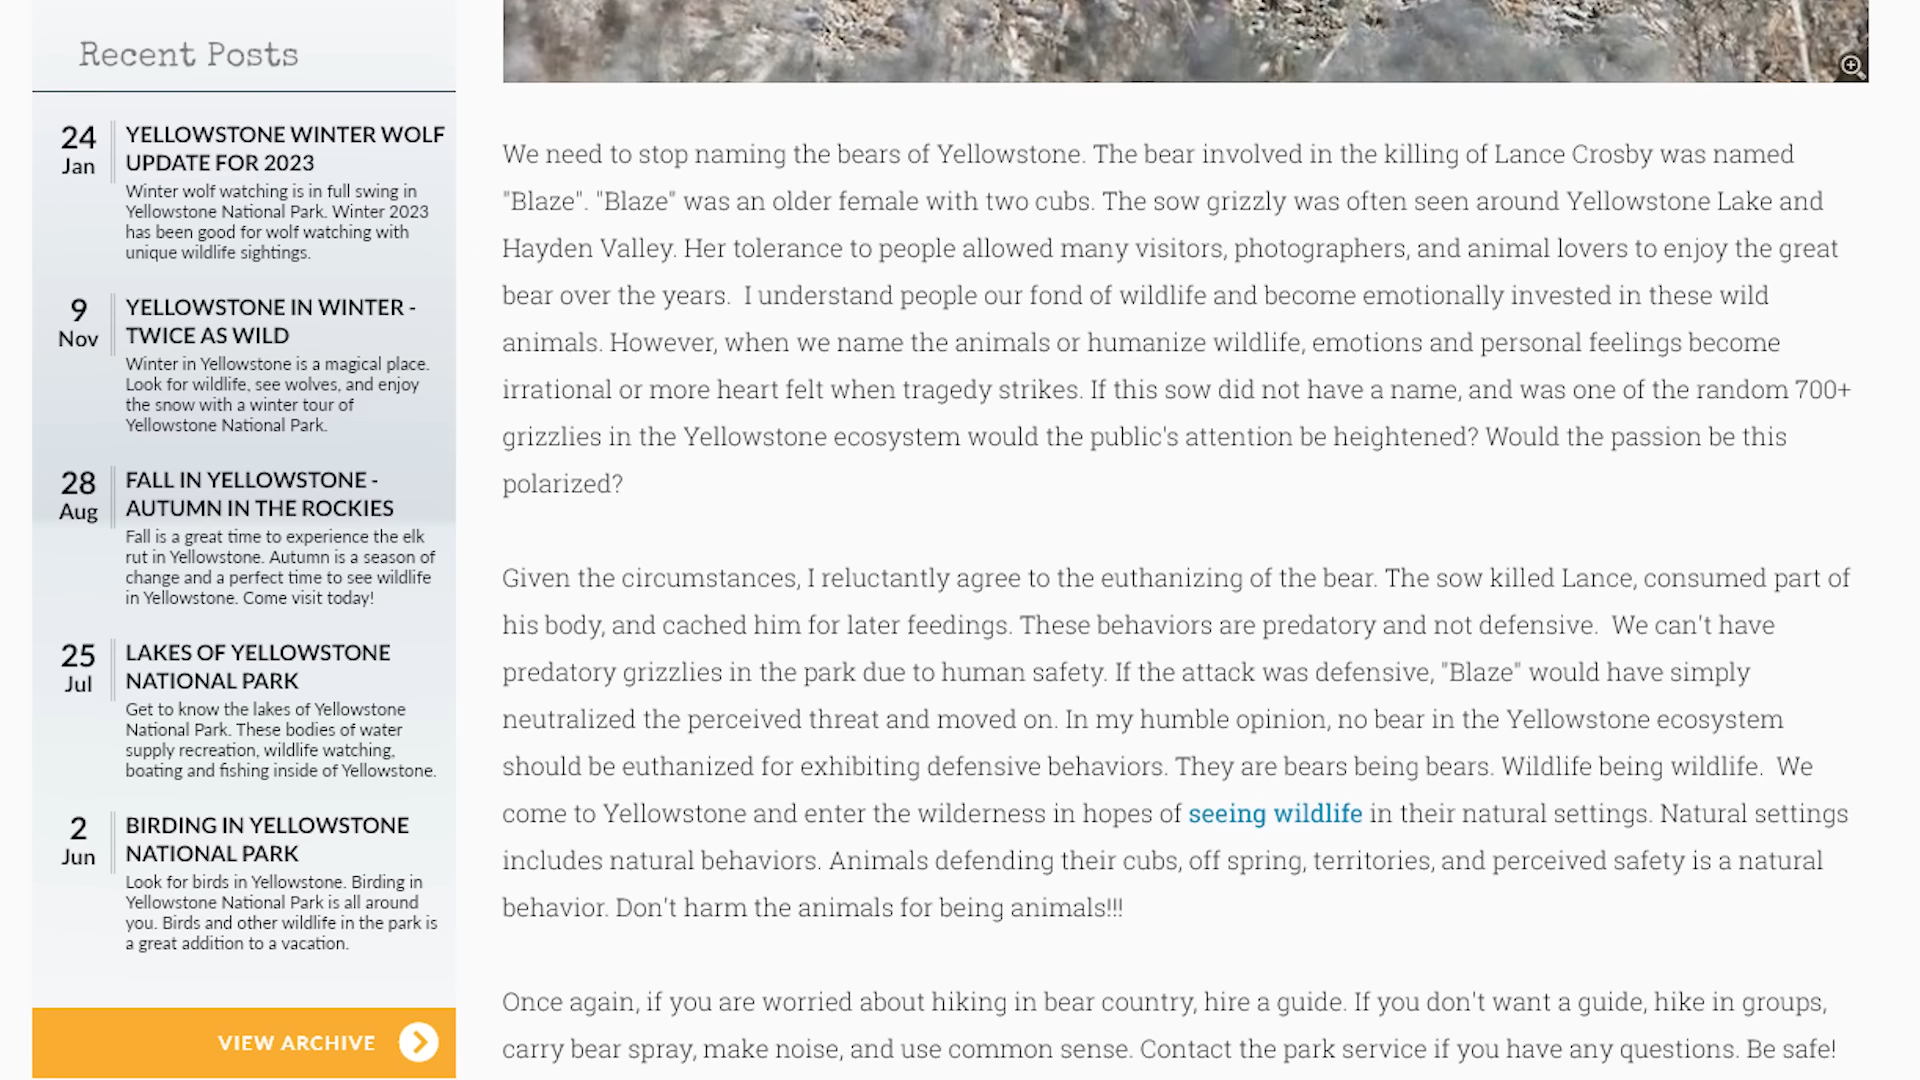 Recent Posts
24
Jan
YELLOWSTONE WINTER WOLF
UPDATE FOR 2023
Winter wolf watching is in full swing in
Yellowstone National Park. Winter 2023
has been good for wolf watching with
unique wildlife sightings.
9
Nov
YELLOWSTONE IN WINTER -
TWICE AS WILD
Winter in Yellowstone is a magical place.
Look for wildlife, see wolves, and enjoy
the snow with a winter tour of
Yellowstone National Park.
28
Aug
FALL IN YELLOWSTONE -
AUTUMN IN THE ROCKIES
Fall is a great time to experience the elk
rut in Yellowstone. Autumn is a season of
change and a perfect time to see wildlife
in Yellowstone. Come visit today!
25
Jul
LAKES OF YELLOWSTONE
NATIONAL PARK
Get to know the lakes of Yellowstone
National Park. These bodies of water
supply recreation, wildlife watching,
boating and fishing inside of Yellowstone.
2
Jun
BIRDING IN YELLOWSTONE
NATIONAL PARK
Look for birds in Yellowstone. Birding in
Yellowstone National Park is all around
you. Birds and other wildlife in the park is
a great addition to a vacation.
VIEW ARCHIVE
We need to stop naming the bears of Yellowstone. The bear involved in the killing of Lance Crosby was named
"Blaze". "Blaze" was an older female with two cubs. The sow grizzly was often seen around Yellowstone Lake and
Hayden Valley. Her tolerance to people allowed many visitors, photographers, and animal lovers to enjoy the great
bear over the years.  I understand people our fond of wildlife and become emotionally invested in these wild
animals. However, when we name the animals or humanize wildlife, emotions and personal feelings become
irrational or more heart felt when tragedy strikes. If this sow did not have a name, and was one of the random 700+
grizzlies in the Yellowstone ecosystem would the public's attention be heightened? Would the passion be this
polarized?
Given the circumstances, I reluctantly agree to the euthanizing of the bear. The sow killed Lance, consumed part of
his body, and cached him for later feedings. These behaviors are predatory and not defensive.  We can't have
predatory grizzlies in the park due to human safety. If the attack was defensive, "Blaze" would have simply
neutralized the perceived threat and moved on. In my humble opinion, no bear in the Yellowstone ecosystem
should be euthanized for exhibiting defensive behaviors. They are bears being bears. Wildlife being wildlife.  We
come to Yellowstone and enter the wilderness in hopes of seeing wildlife in their natural settings. Natural settings
includes natural behaviors. Animals defending their cubs, off spring, territories, and perceived safety is a natural
behavior. Don't harm the animals for being animals!!!
Once again, if you are worried about hiking in bear country, hire a guide. If you don't want a guide, hike in groups,
carry bear spray, make noise, and use common sense. Contact the park service if you have any questions. Be safe!